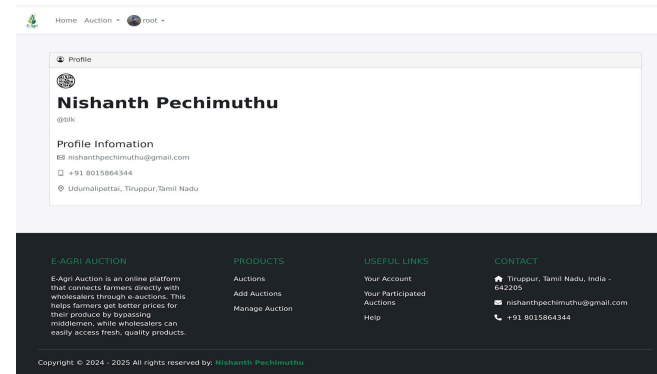 E-Agri
Home Auction root
Profile
Nishanth Pechimuthu
@blk
Profile Infomation
nishanthpechimuthu@gmail.com
+91 8015864344
Udumalipettai, Tiruppur,Tamil Nadu
E-AGRI AUCTION
E-Agri Auction is an online platform
that connects farmers directly with
wholesalers through e-auctions. This
helps farmers get better prices for
their produce by bypassing
middlemen, while wholesalers can
easily access fresh, quality products.
PRODUCTS
Auctions
Add Auctions
Manage Auction
USEFUL LINKS
Your Account
Your Participated
Auctions
Help
CONTACT
Tiruppur, Tamil Nadu, India -
642205
nishanthpechimuthu@gmail.com
+91 8015864344
Copyright © 2024 - 2025 All rights reserved by: Nishanth Pechimuthu